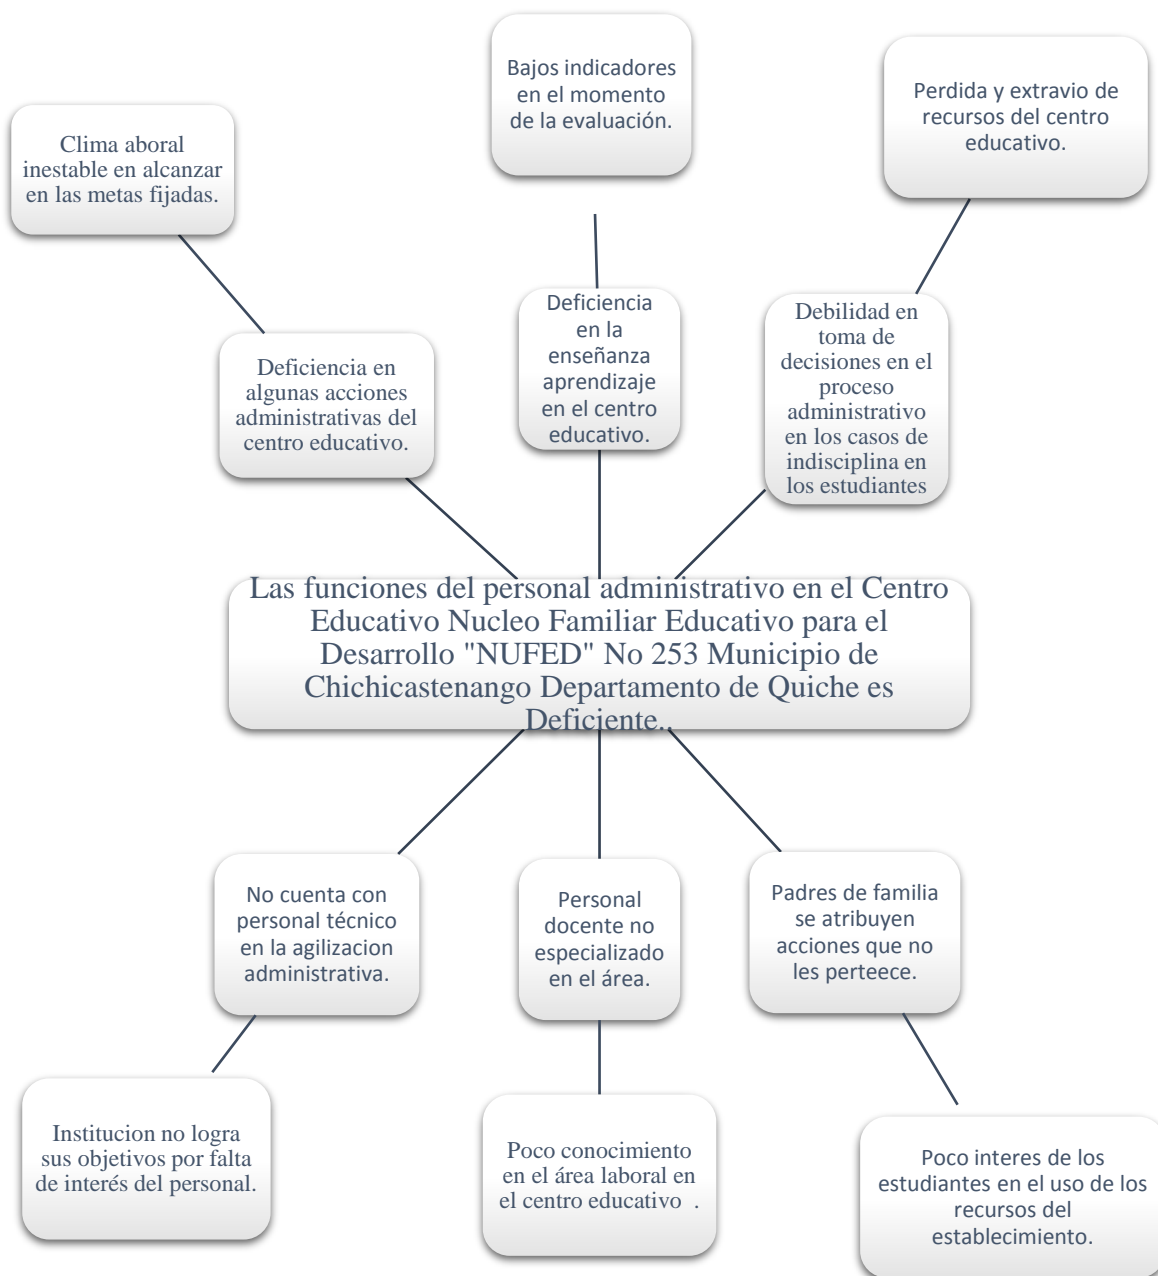 Bajos indicadores
en el momento
de la evaluación.
Perdida y extravio de
recursos del centro
educativo.
Clima aboral
inestable en alcanzar
en las metas fijadas.
Deficiencia en
algunas acciones
administrativas del
centro educativo.
Deficiencia
en la
enseñanza
aprendizaje
en el centro
educativo.
Debilidad en
toma de
decisiones en el
proceso
administrativo
en los casos de
indisciplina en
los estudiantes
Las funciones del personal administrativo en el Centro
Educativo Nucleo Familiar Educativo para el
Desarrollo "NUFED" No 253 Municipio de
Chichicastenango Departamento de Quiche es
Deficiente..
No cuenta con
personal técnico
en la agilizacion
administrativa.
Personal
docente no
especializado
en el área.
Padres de familia
se atribuyen
acciones que no
les perteece.
Institucion no logra
sus objetivos por falta
de interés del personal.
Poco conocimiento
en el área laboral en
el centro educativo .
Poco interes de los
estudiantes en el uso de los
recursos del
establecimiento.